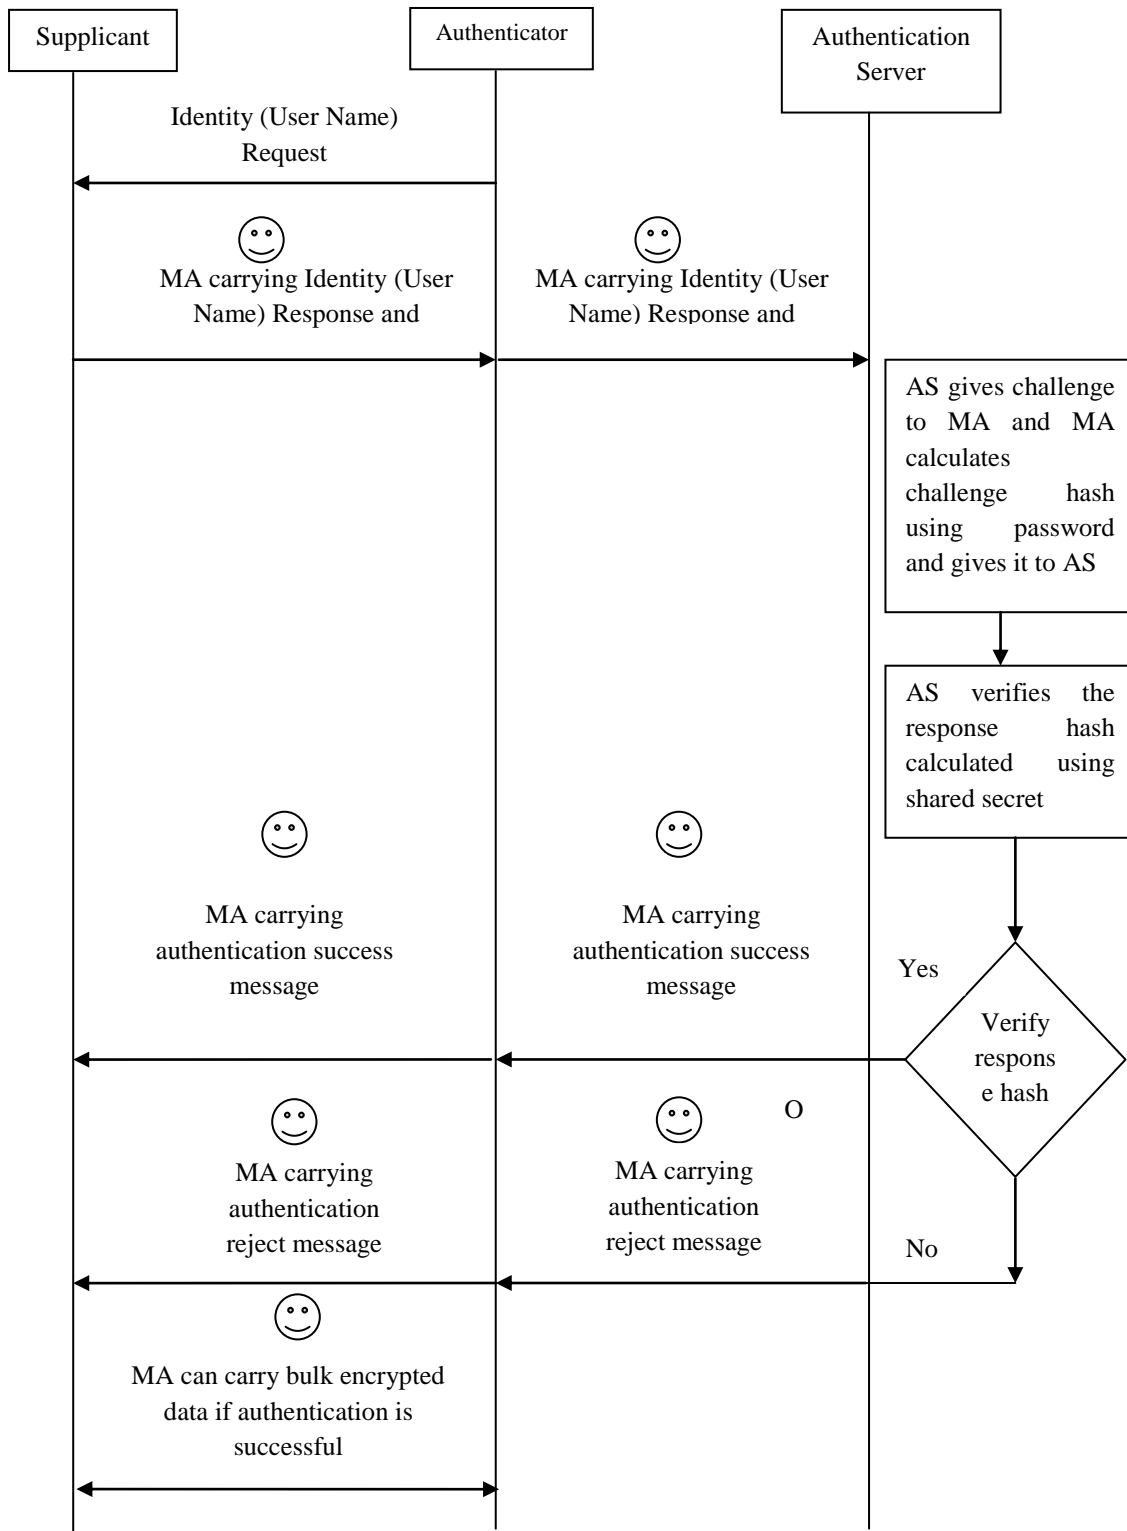 Supplicant
Authenticator
Authentication
Server
Identity (User Name)
Request
MA carrying Identity (User
Name) Response and
MA carrying Identity (User
Name) Response and
AS gives challenge
to MA and MA
calculates
challenge hash
using password
and gives it to AS
AS verifies the
response hash
calculated using
shared secret
MA carrying
authentication success
message
MA carrying
authentication success
message
Yes
Verify
respons
e hash
O
MA carrying
authentication
reject message
MA carrying
authentication
reject message
No
MA can carry bulk encrypted
data if authentication is
successful